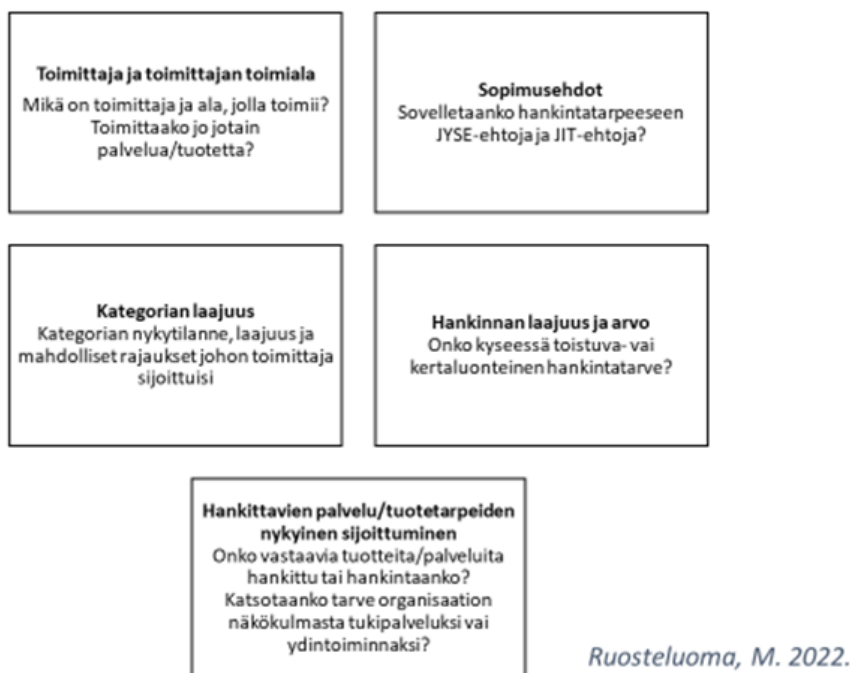 Toimittaja ja toimittajan toimiala
Mikä on toimittaja ja ala, jolla toimii?
Toimittaako jo jotain
palvelua/tuotetta?
Sopimusehdot
Sovelletaanko hankintatarpeeseen
JYSE-ehtoja ja JIT-ehtoja?
Kategorian laajuus
Kategorian nykytilanne, laajuus ja
mahdolliset rajaukset johon toimittaja
sijoittuisi
Hankinnan laajuus ja arvo
Onko kyseessä toistuva- vai
kertaluonteinen hankintatarve?
Hankittavien palvelu/tuotetarpeiden
nykyinen sijoittuminen
Onko vastaavia tuotteita/palveluita
hankittu tai hankintaanko?
Katsotaanko tarve organisaation
näkökulmasta tukipalveluksi vai
ydintoiminnaksi?
Ruosteluoma, M. 2022.